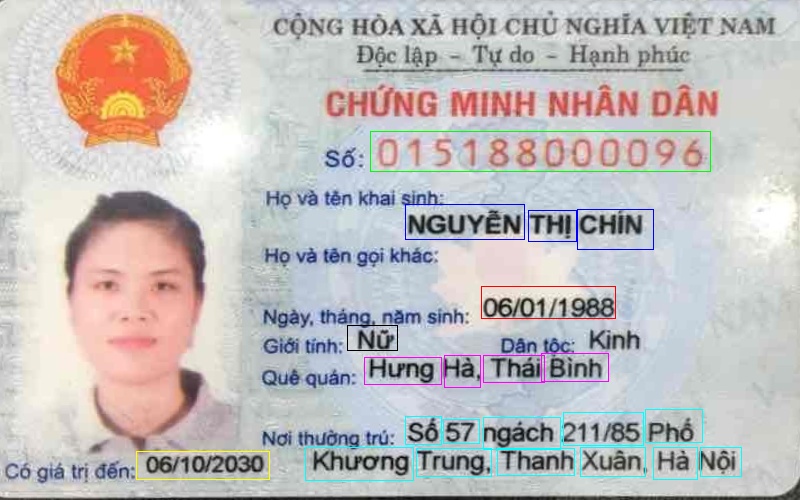 CỘNG HÒA XÃ HỘI CHỦ NGHĨA VIỆT NAM
Độc lập - Tự do - Hạnh phúc
CHỨNG MINH NHÂN DÂN
Số: 015188000096
Họ và tên khai sinh:
NGUYỄN THỊ CHÍN
Họ và tên gọi khác:
Ngày, tháng, năm sinh: 06/01/1988
Giới tính: Nữ Dân tộc: Kinh
Quê quán: Hưng Hà, Thái Bình
Nơi thường trú: Số 57 ngách 211/85 Phố
Khương Trung, Thanh Xuân, Hà Nội
Có giá trị đến: 06/10/2030